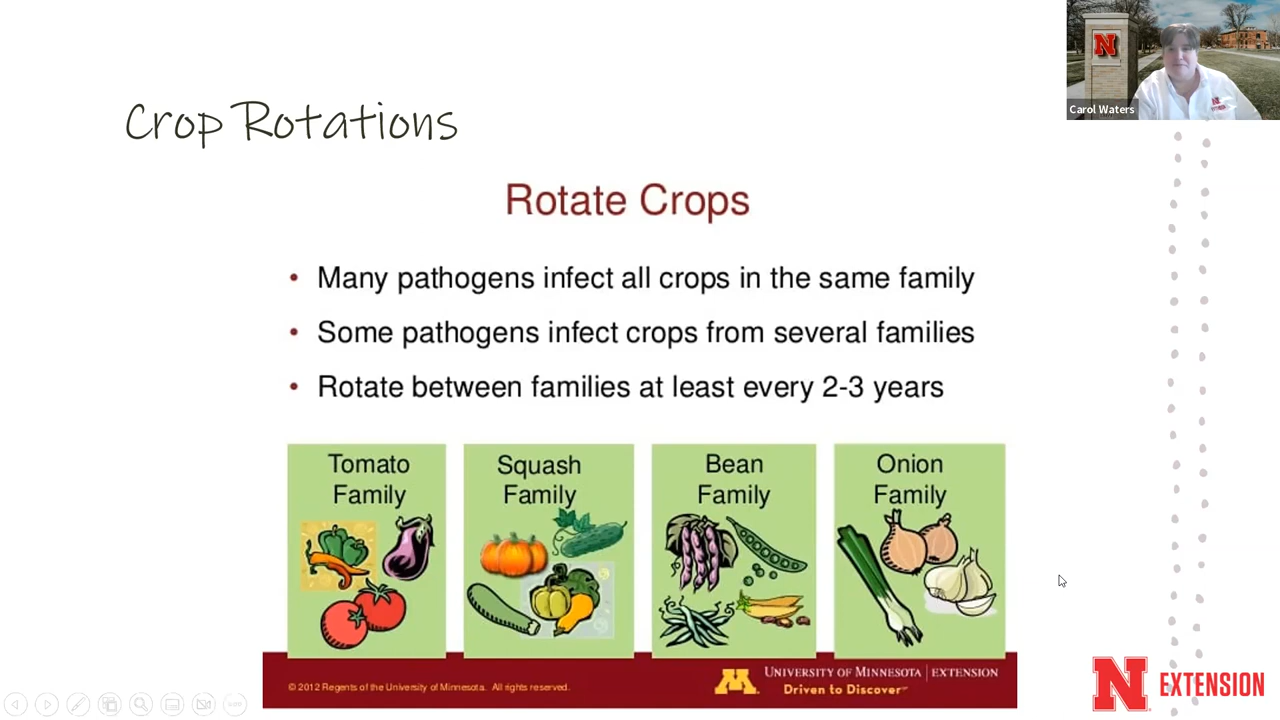 N
Carol Waters
Crop Rotations
Rotate Crops
• Many pathogens infect all crops in the same family
• Some pathogens infect crops from several families
• Rotate between families at least every 2-3 years
Tomato
Family
Squash
Family
Bean
Family
Onion
Family
© 2012 Regents of the University of Minnesota. All rights reserved.
M
UNIVERSITY OF MINNESOTA | EXTENSION
Driven to Discover℠
N EXTENSION